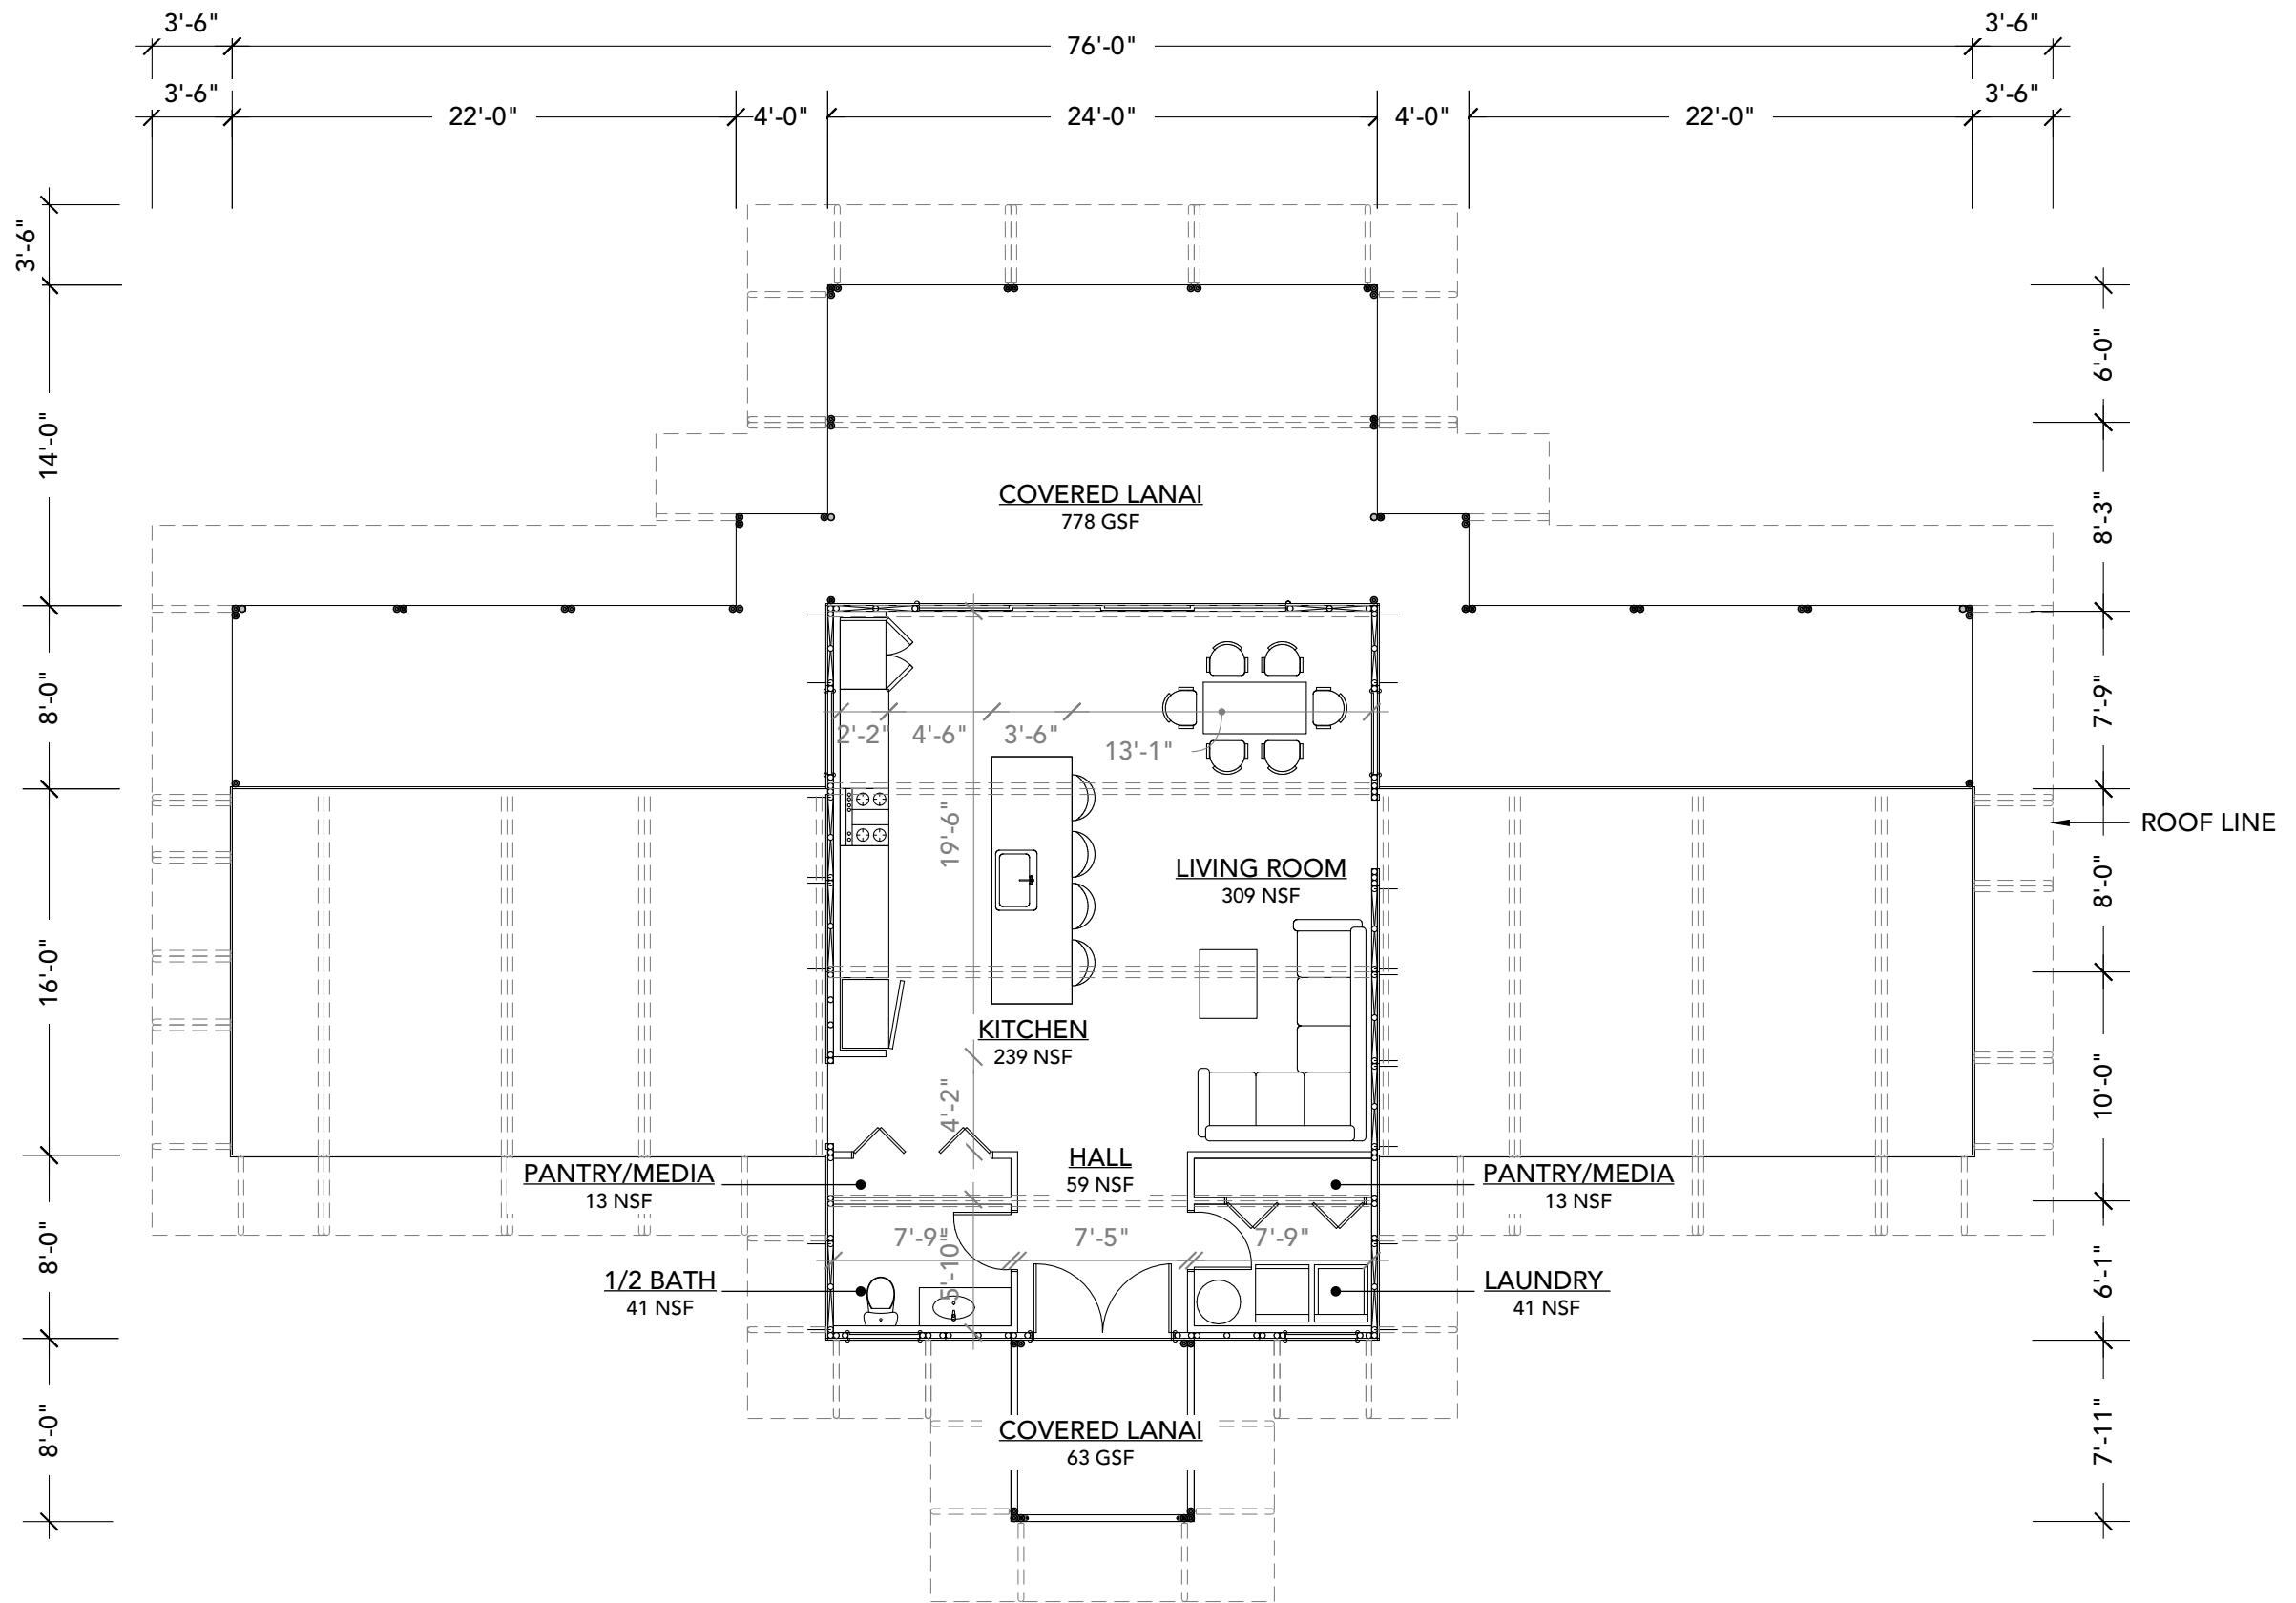 3'-6"
76'-0"
3'-6"
3'-6"
22'-0"
4'-0"
24'-0"
4'-0"
22'-0"
3'-6"
3'-6"
14'-0"
8'-0"
16'-0"
8'-0"
8'-0"
6'-0"
8'-3"
7'-9"
8'-0"
10'-0"
6'-1"
7'-11"
ROOF LINE
COVERED LANAI
778 GSF
2'-2"
4'-6"
3'-6"
13'-1"
19'-6"
LIVING ROOM
309 NSF
KITCHEN
239 NSF
4'-2"
PANTRY/MEDIA
13 NSF
HALL
59 NSF
PANTRY/MEDIA
13 NSF
7'-9"
7'-5"
7'-9"
5'-10"
1/2 BATH
41 NSF
LAUNDRY
41 NSF
COVERED LANAI
63 GSF